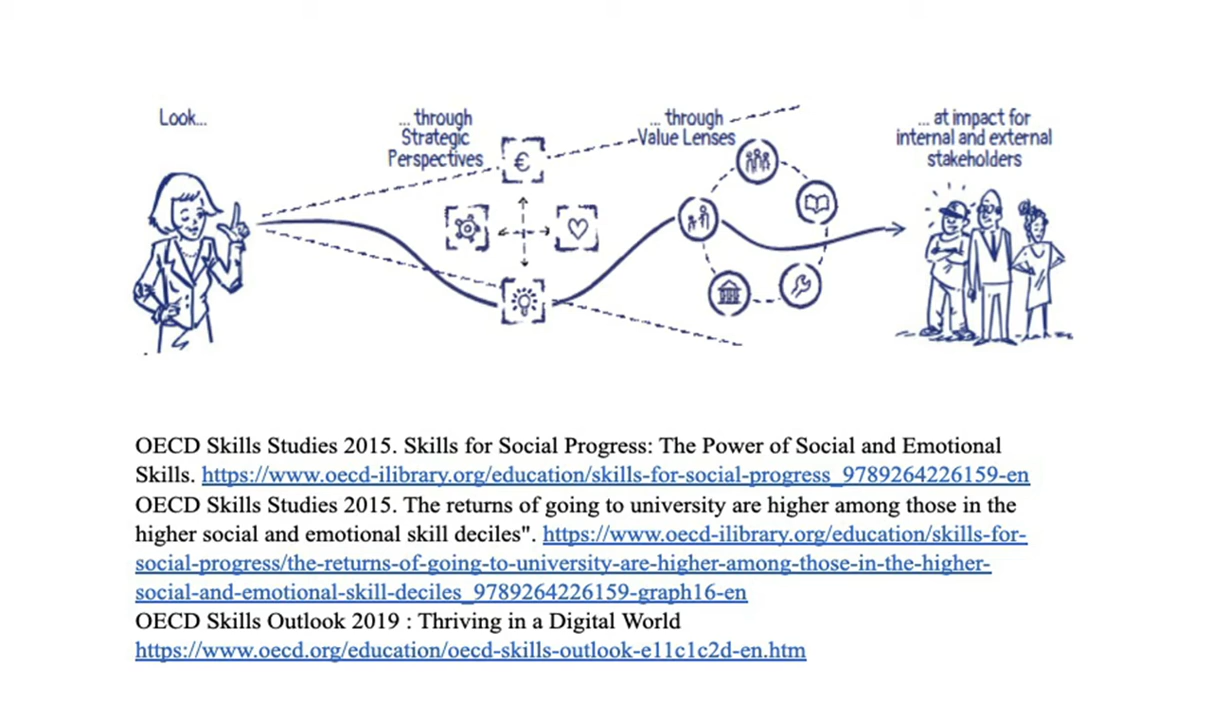 Look...
... through
Strategic
Perspectives
€
... through
Value Lenses
... at impact for
internal and external
stakeholders
OECD Skills Studies 2015. Skills for Social Progress: The Power of Social and Emotional
Skills. https://www.oecd-ilibrary.org/education/skills-for-social-progress_9789264226159-en
OECD Skills Studies 2015. The returns of going to university are higher among those in the
higher social and emotional skill deciles". https://www.oecd-ilibrary.org/education/skills-for-
social-progress/the-returns-of-going-to-university-are-higher-among-those-in-the-higher-
social-and-emotional-skill-deciles_9789264226159-graph16-en
OECD Skills Outlook 2019 : Thriving in a Digital World
https://www.oecd.org/education/oecd-skills-outlook-e11c1c2d-en.htm